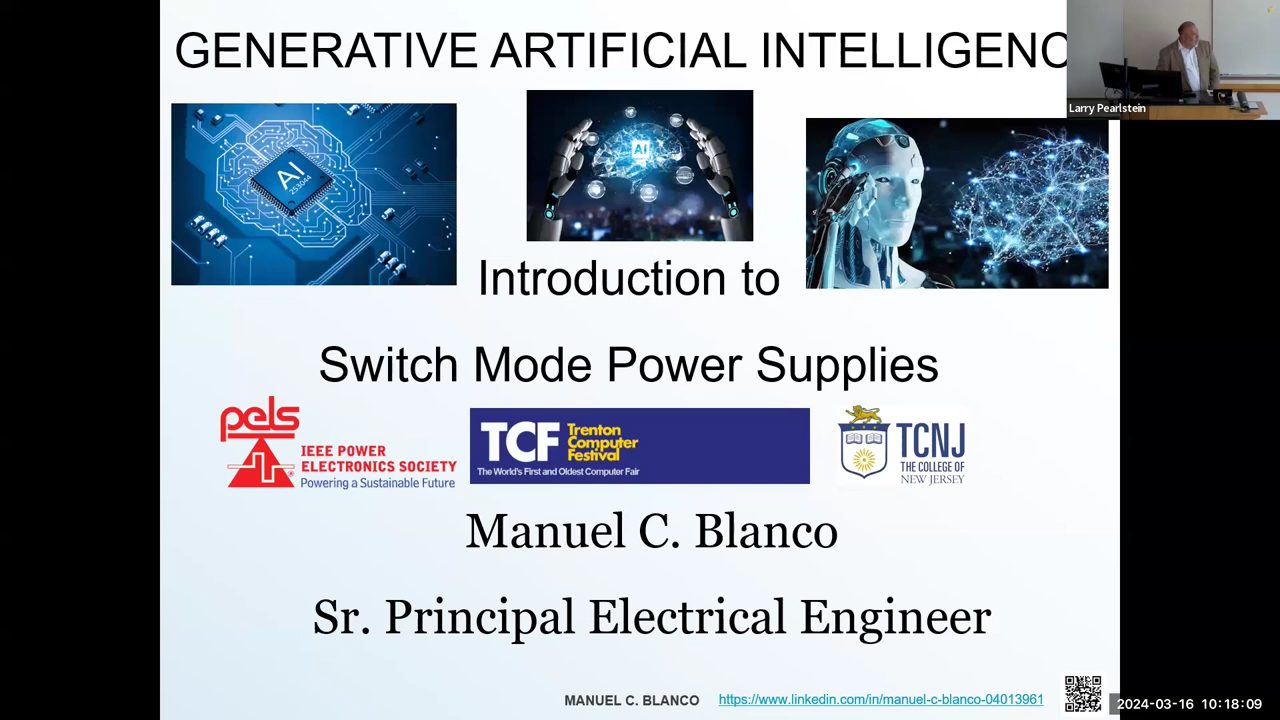 GENERATIVE ARTIFICIAL INTELLIGENC
Larry Pearlstein
AI
253044
AI
Introduction to
Switch Mode Power Supplies
pels
IEEE POWER
ELECTRONICS SOCIETY
Powering a Sustainable Future
TCF Trenton
Computer
Festival
The World's First and Oldest Computer Fair
TCNJ
THE COLLEGE OF
NEW JERSEY
Manuel C. Blanco
Sr. Principal Electrical Engineer
MANUEL C. BLANCO https://www.linkedin.com/in/manuel-c-blanco-04013961
2024-03-16 10:18:09